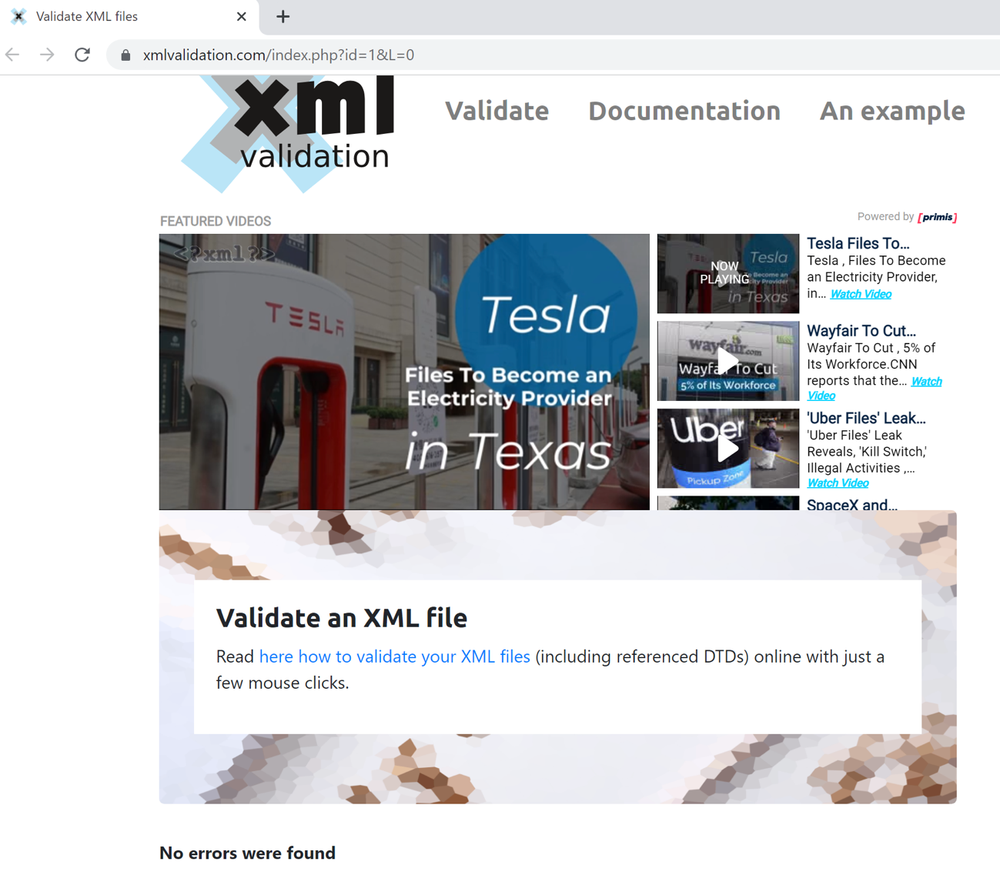 Validate XML files
xmlvalidation.com/index.php?id=1&L=0
xml
validation
Validate
Documentation
An example
FEATURED VIDEOS
Powered by [primis]
<?xml?>
TESLA
Tesla
Files To Become an
Electricity Provider
in Texas
Tesla
NOW
PLAYING
To Become an
city Provider
in Texas
Tesla Files To...
Tesla , Files To Become
an Electricity Provider,
in... Watch Video
wayfair.com
Wayfair To Cut
5% of Its Workforce
Wayfair To Cut...
Wayfair To Cut , 5% of
Its Workforce.CNN
reports that the... Watch
Video
Uber
Pickup Zone
'Uber Files' Leak...
'Uber Files' Leak
Reveals, 'Kill Switch,'
Illegal Activities ,...
Watch Video
SpaceX and...
Validate an XML file
Read here how to validate your XML files (including referenced DTDs) online with just a
few mouse clicks.
No errors were found